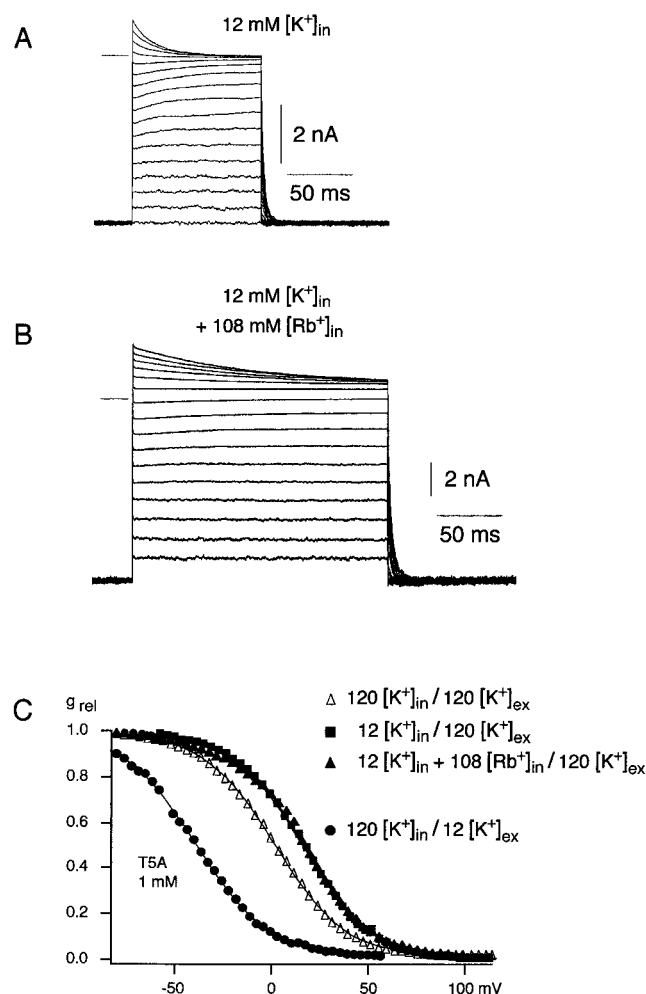 A
12 mM [K+]in
2 nA
50 ms
B
12 mM [K+]in
+ 108 mM [Rb+]in
2 nA
50 ms
C
g rel
1.0
0.8
0.6
0.4
0.2
0.0
T5A
1 mM
-50
0
50
100 mV
△ 120 [K+]in / 120 [K+]ex
■ 12 [K+]in / 120 [K+]ex
▲ 12 [K+]in + 108 [Rb+]in / 120 [K+]ex
● 120 [K+]in / 12 [K+]ex